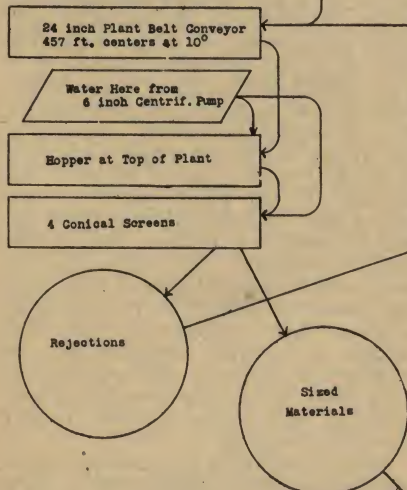 24 inch Plant Belt Conveyor
457 ft. centers at 10°
Water Here from
6 inch Centrif. Pump
Hopper at Top of Plant
4 Conical Screens
Rejections
Sized
Materials